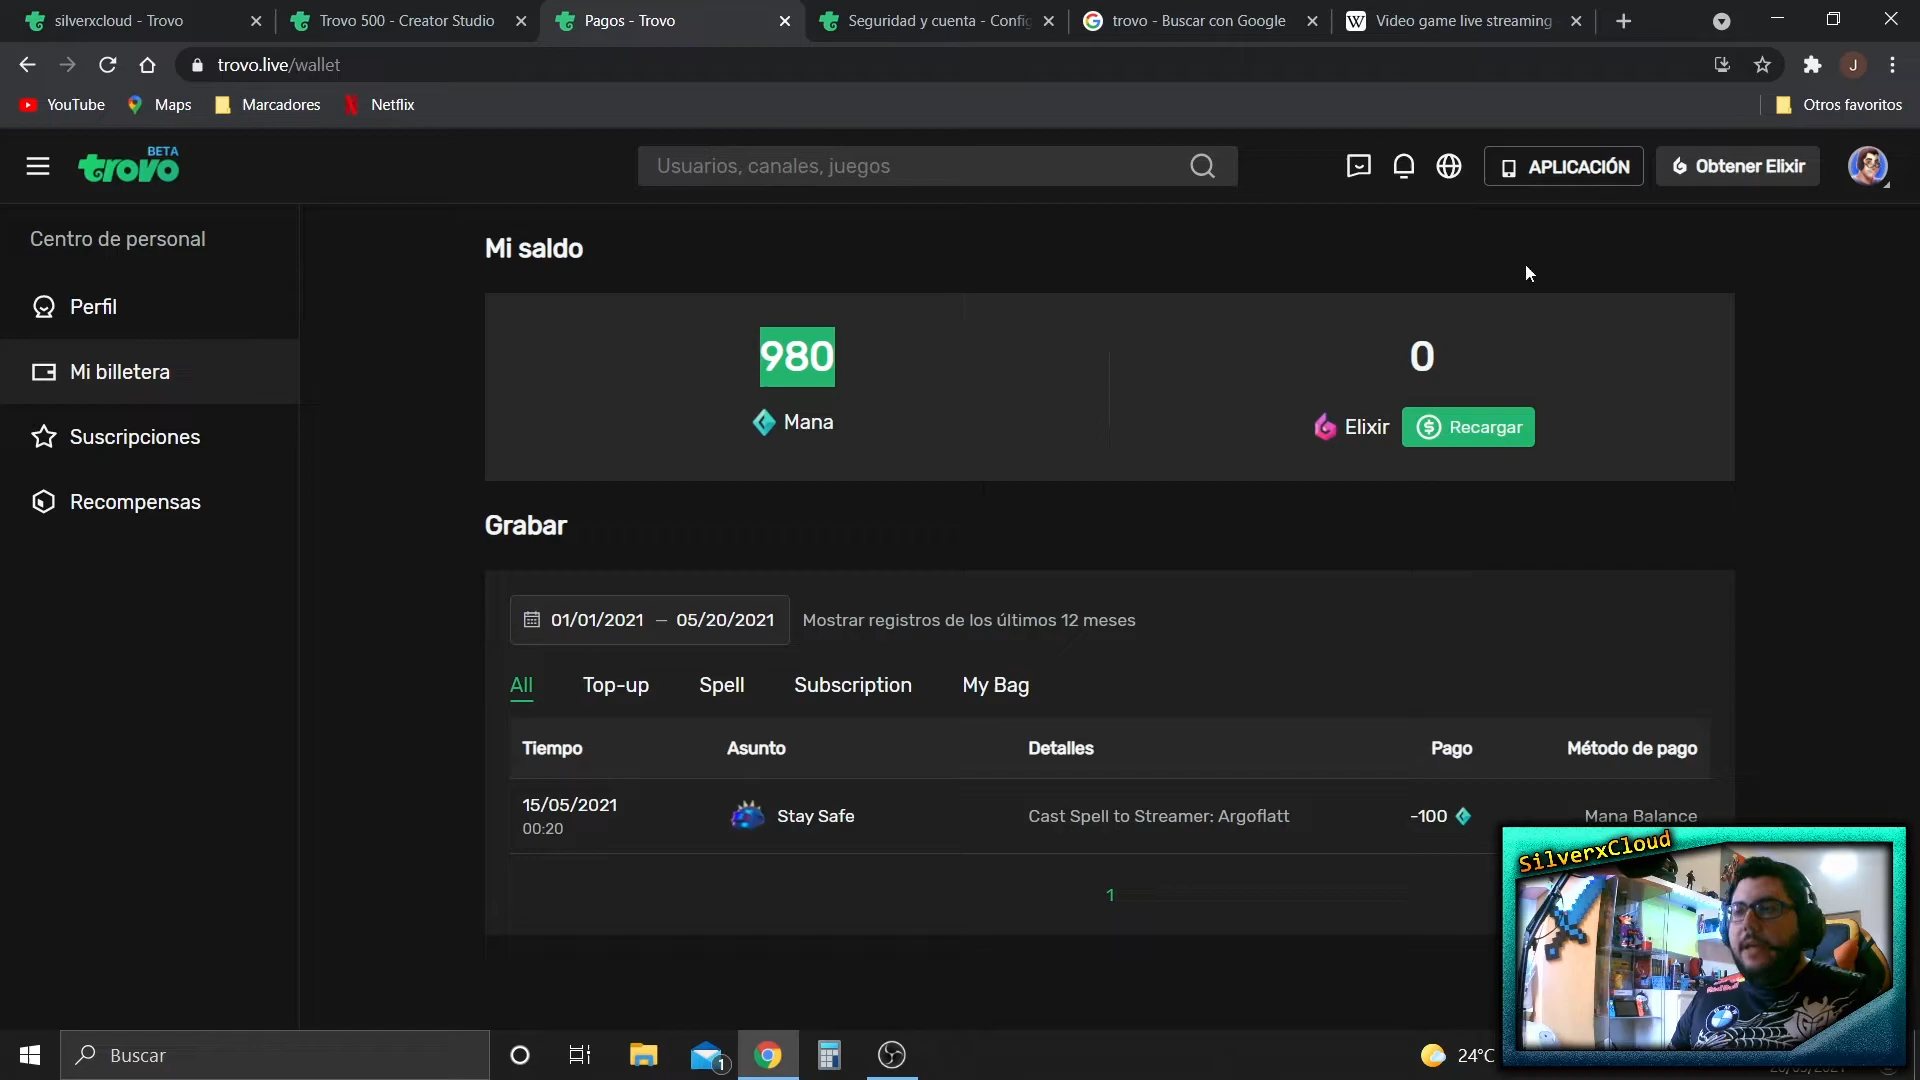 silverxcloud - Trovo
Trovo 500 - Creator Studio
Pagos - Trovo
Seguridad y cuenta - Config
trovo - Buscar con Google
Video game live streaming
trovo.live/wallet
J
YouTube
Maps
Marcadores
Netflix
Otros favoritos
BETA
trovo
Usuarios, canales, juegos
APLICACIÓN
Obtener Elixir
Centro de personal
Perfil
Mi billetera
Suscripciones
Recompensas
Mi saldo
980
Mana
0
Elixir
Recargar
Grabar
01/01/2021 – 05/20/2021
Mostrar registros de los últimos 12 meses
All
Top-up
Spell
Subscription
My Bag
Tiempo
Asunto
Detalles
Pago
Método de pago
15/05/2021
00:20
Stay Safe
Cast Spell to Streamer: Argoflatt
-100
Mana Balance
1
SilverxCloud
Buscar
1
24°C